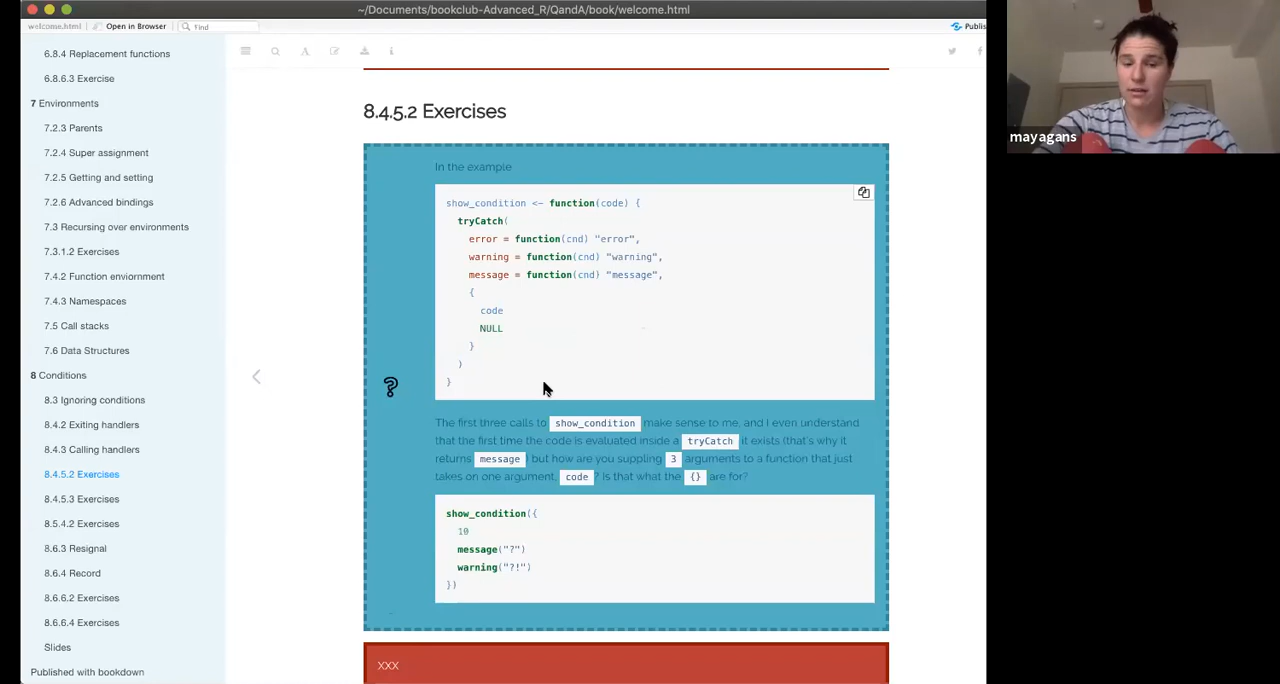 ~/Documents/bookclub-Advanced_R/QandA/book/welcome.html
welcome.html
Open in Browser
Find
Publis
6.8.4 Replacement functions
6.8.6.3 Exercise
7 Environments
7.2.3 Parents
7.2.4 Super assignment
7.2.5 Getting and setting
7.2.6 Advanced bindings
7.3 Recursing over environments
7.3.1.2 Exercises
7.4.2 Function enviornment
7.4.3 Namespaces
7.5 Call stacks
7.6 Data Structures
8 Conditions
8.3 Ignoring conditions
8.4.2 Exiting handlers
8.4.3 Calling handlers
8.4.5.2 Exercises
8.4.5.3 Exercises
8.5.4.2 Exercises
8.6.3 Resignal
8.6.4 Record
8.6.6.2 Exercises
8.6.6.4 Exercises
Slides
Published with bookdown
8.4.5.2 Exercises
In the example
show_condition <- function(code) {
tryCatch(
error = function(cnd) "error",
warning = function(cnd) "warning",
message = function(cnd) "message",
{
code
NULL
}
)
}
?
The first three calls to show_condition make sense to me, and I even understand
that the first time the code is evaluated inside a tryCatch it exists (that's why it
returns message ) but how are you suppling 3 arguments to a function that just
takes on one argument, code ? Is that what the {} are for?
show_condition({
10
message("?")
warning("?!")
})
XXX
mayagans